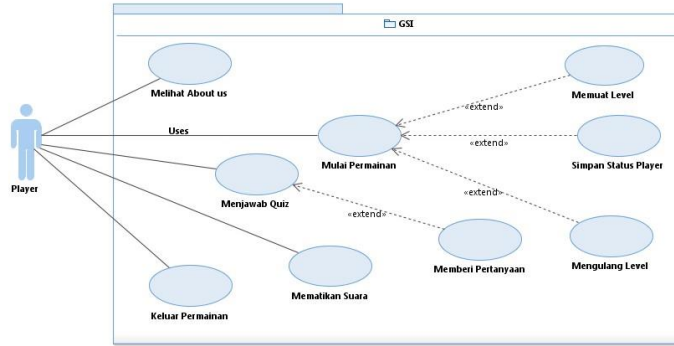 GSI
Melihat About us
Memuat Level
«extend»
Uses
Mulai Permainan
«extend»
Simpan Status Player
Player
Menjawab Quiz
«extend»
«extend»
Memberi Pertanyaan
Mengulang Level
Mematikan Suara
Keluar Permainan